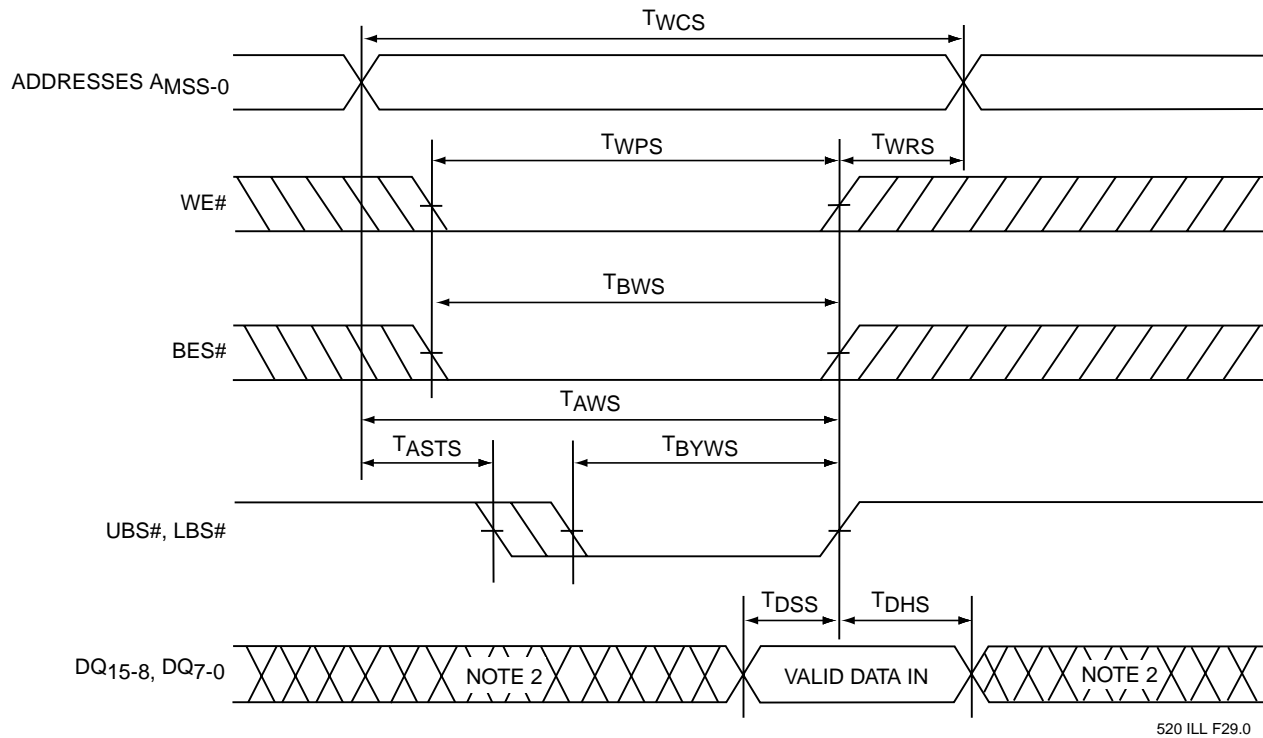 TWCS
ADDRESSES AMSS-0
TWPS
TWRS
WE#
TBWS
BES#
TAWS
TASTS
TBYWS
UBS#, LBS#
TDSS
TDHS
DQ15-8, DQ7-0
NOTE 2
VALID DATA IN
NOTE 2
520 ILL F29.0